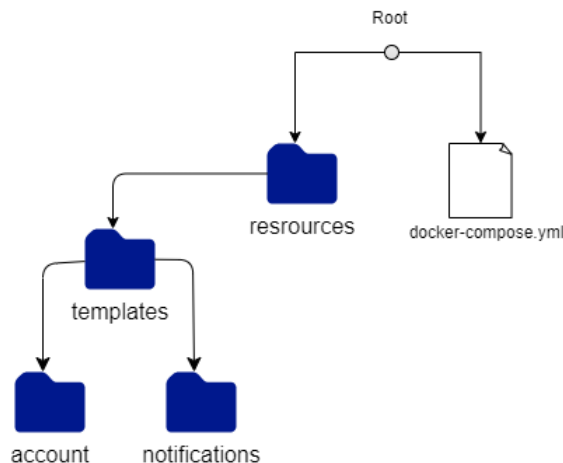 Root
resrources
docker-compose.yml
templates
account
notifications